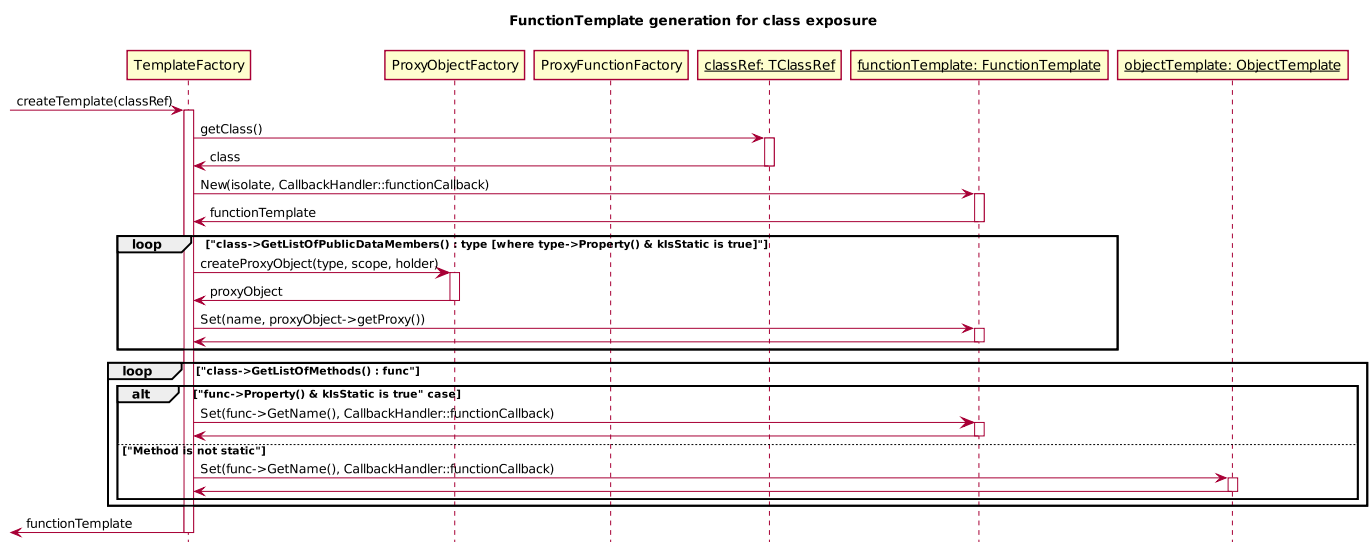 FunctionTemplate generation for class exposure
TemplateFactory
ProxyObjectFactory
ProxyFunctionFactory
classRef: TClassRef
functionTemplate: FunctionTemplate
objectTemplate: ObjectTemplate
createTemplate(classRef)
getClass()
class
New(isolate, CallbackHandler::functionCallback)
functionTemplate
loop ["class->GetListOfPublicDataMembers() : type [where type->Property() & kIsStatic is true]"]
createProxyObject(type, scope, holder)
proxyObject
Set(name, proxyObject->getProxy())
loop ["class->GetListOfMethods() : func"]
alt ["func->Property() & kIsStatic is true" case]
Set(func->GetName(), CallbackHandler::functionCallback)
["Method is not static"]
Set(func->GetName(), CallbackHandler::functionCallback)
functionTemplate